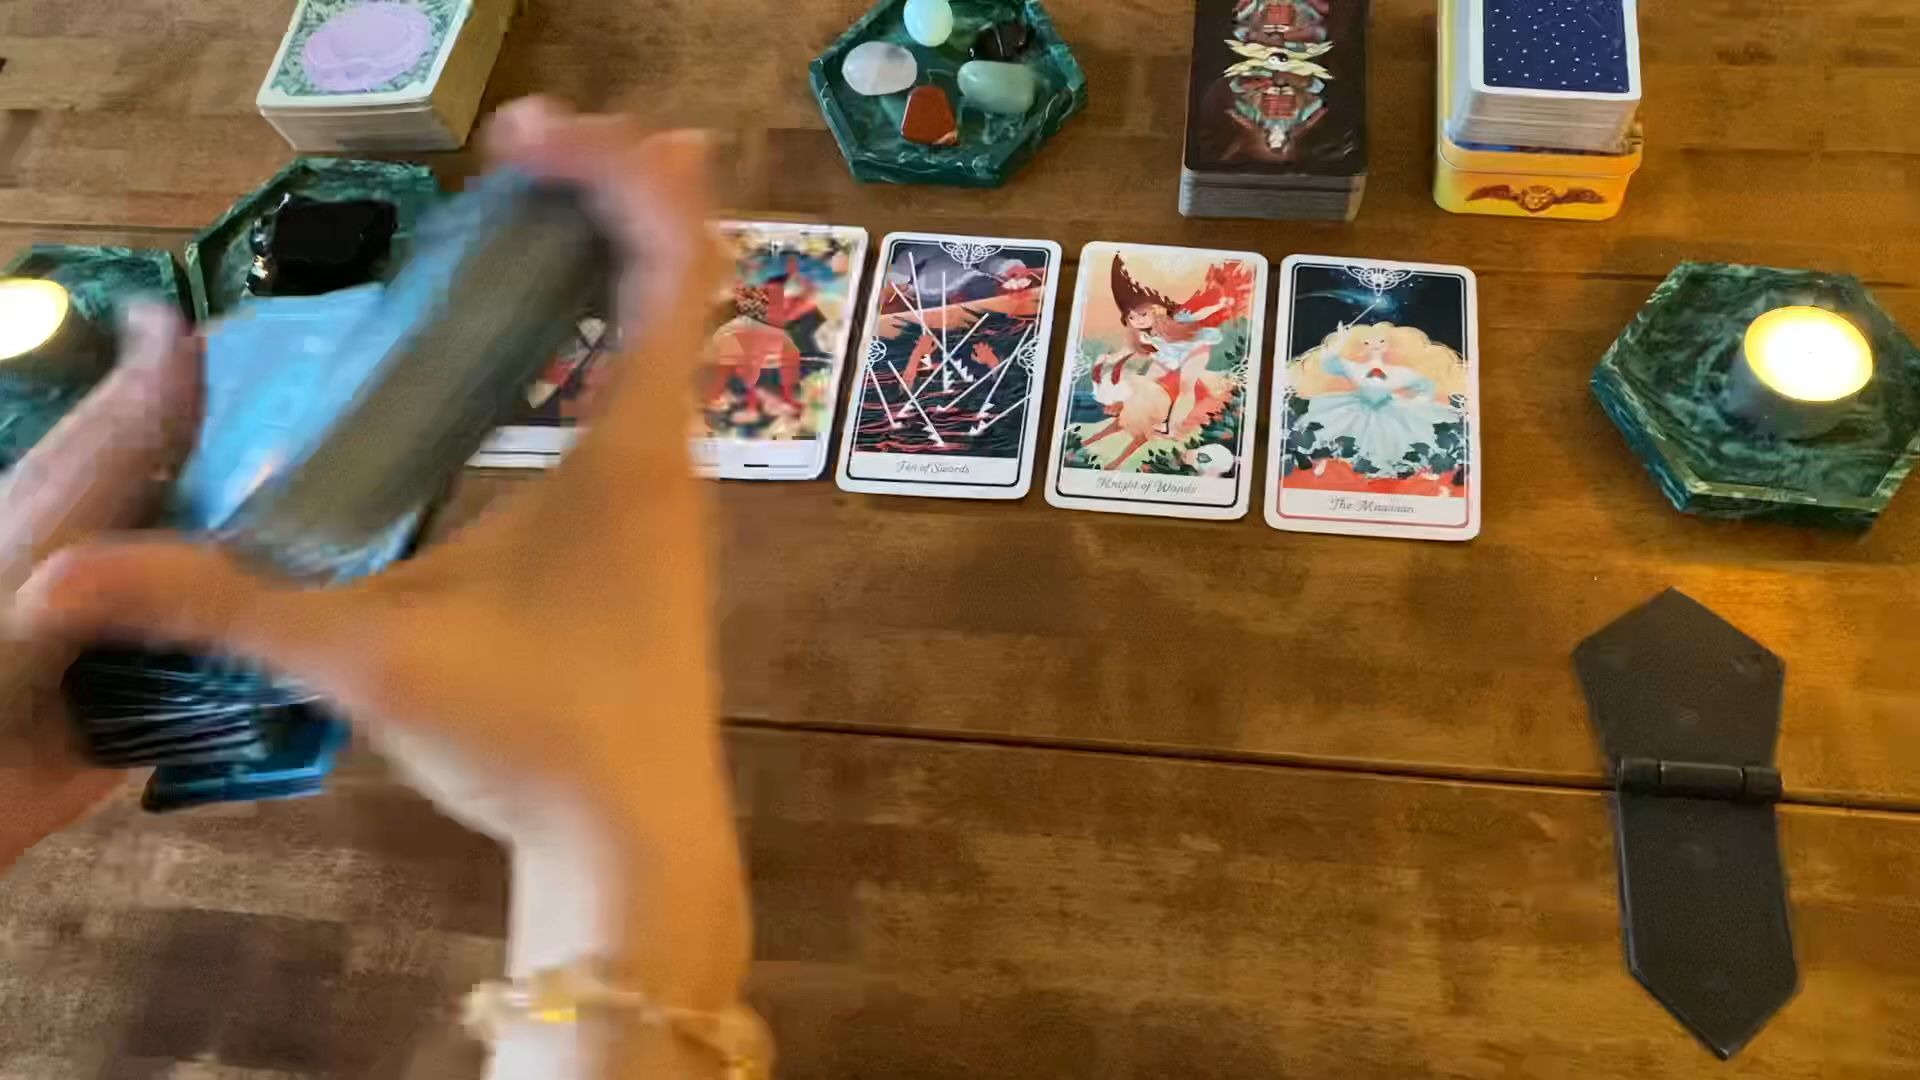 Ten of Swords
Knight of Wands
The Magician